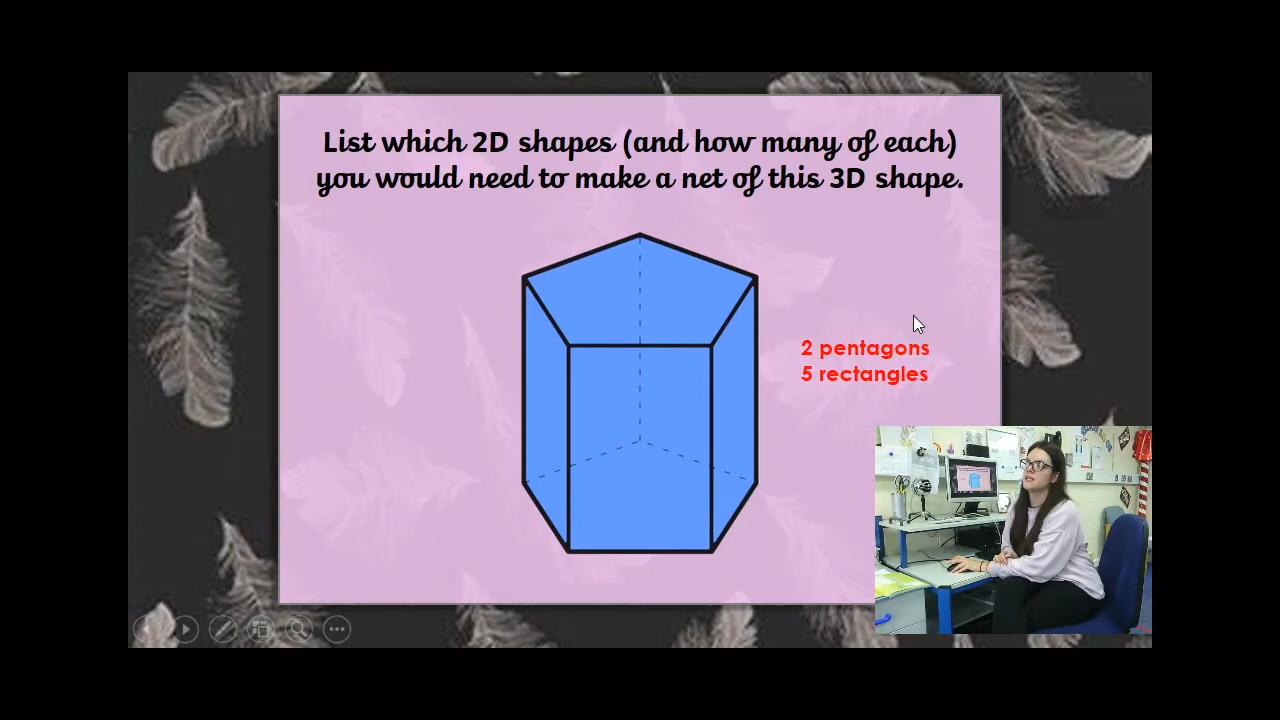 List which 2D shapes (and how many of each)
you would need to make a net of this 3D shape.
2 pentagons
5 rectangles